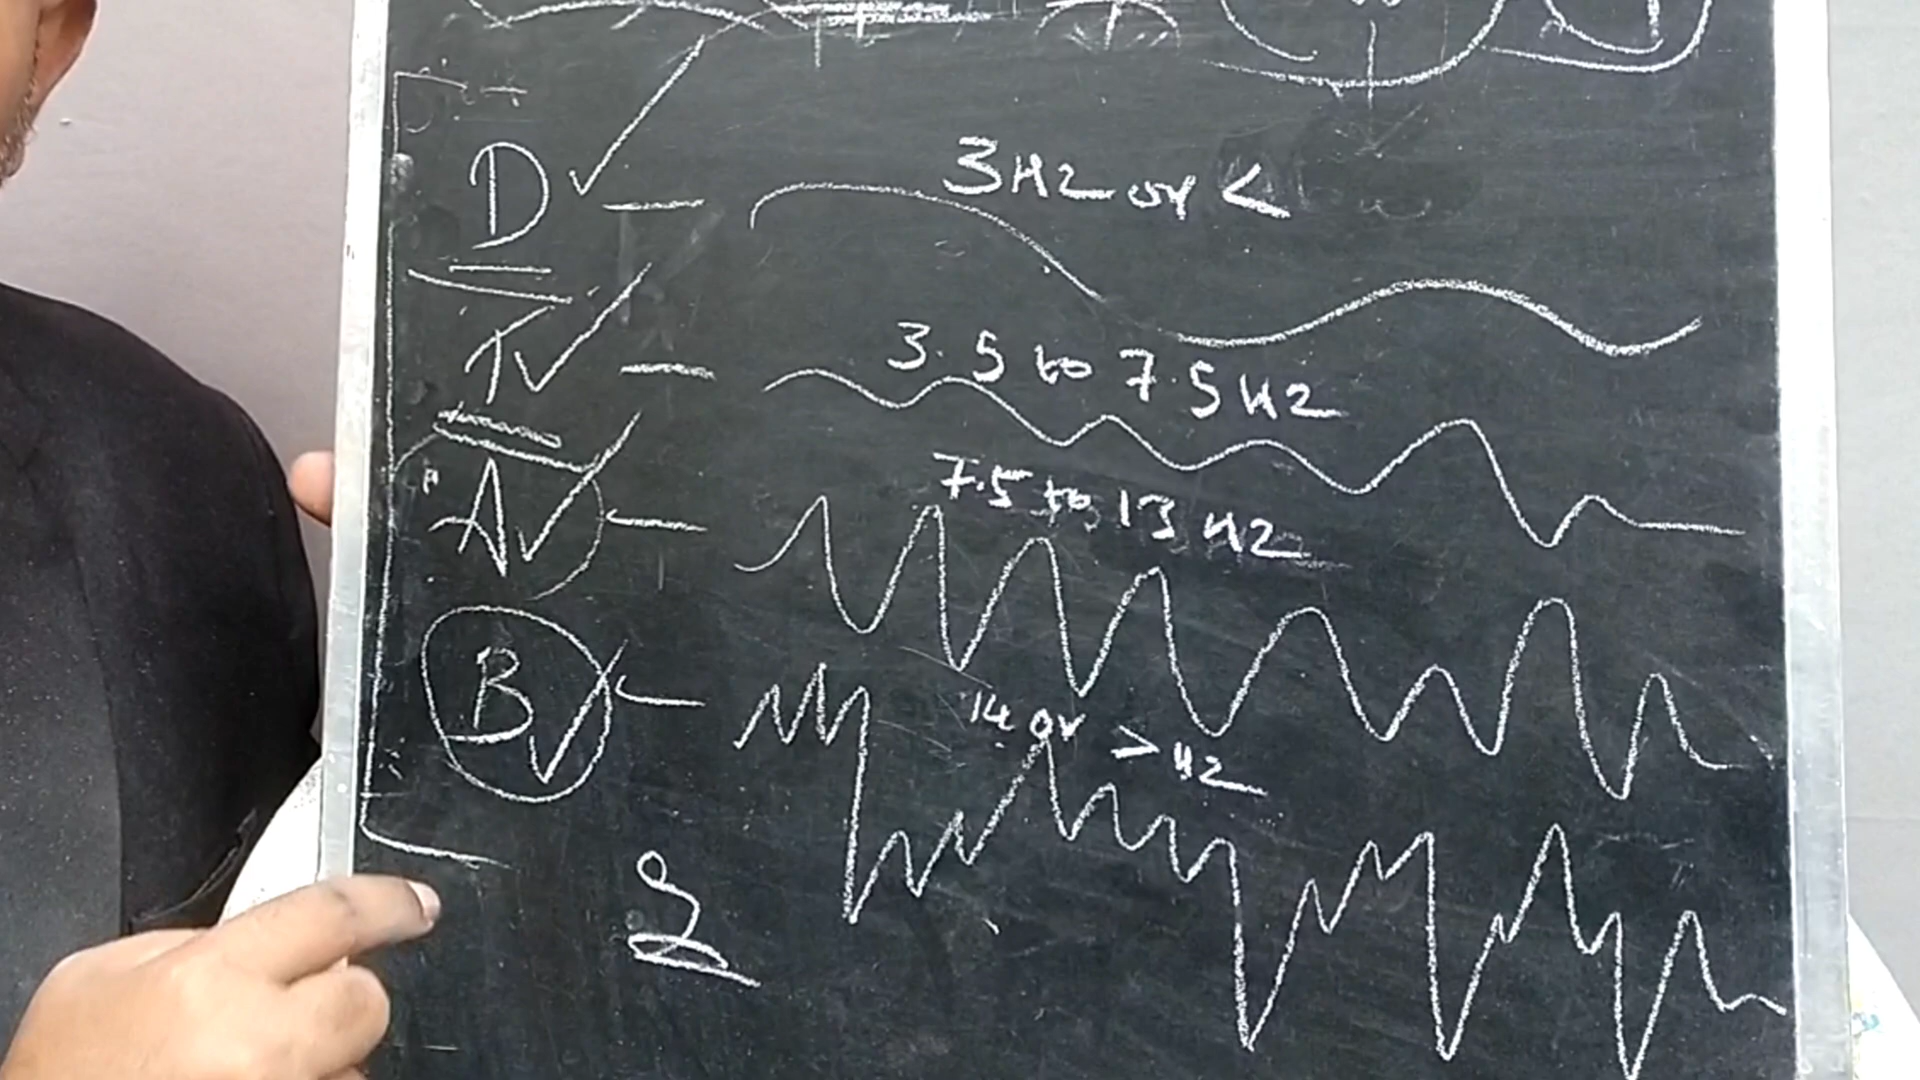 D — 3Hz or <
T — 3.5 to 7.5 Hz
A — 7.5 to 13 Hz
B — 14 or > Hz